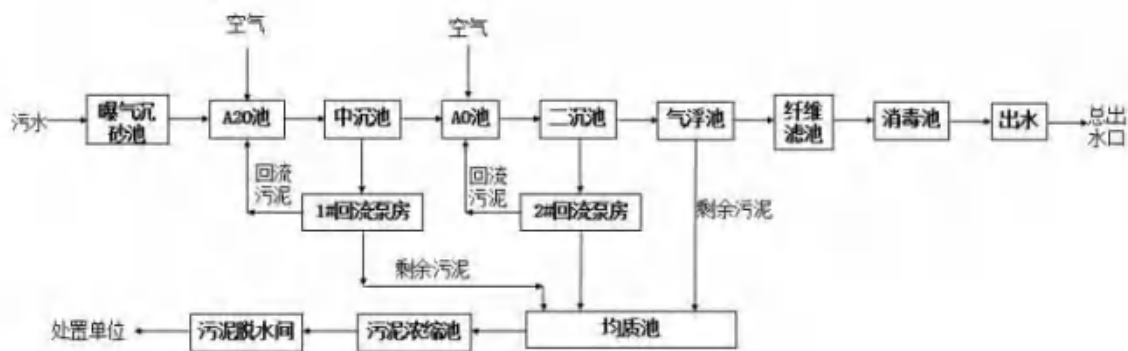 空气
空气
污水
曝气沉
砂池
A2O池
中沉池
AO池
二沉池
气浮池
纤维
滤池
消毒池
出水
总出
水口
回流
污泥
1#回流泵房
回流
污泥
2#回流泵房
剩余污泥
剩余污泥
处置单位
污泥脱水间
污泥浓缩池
均质池